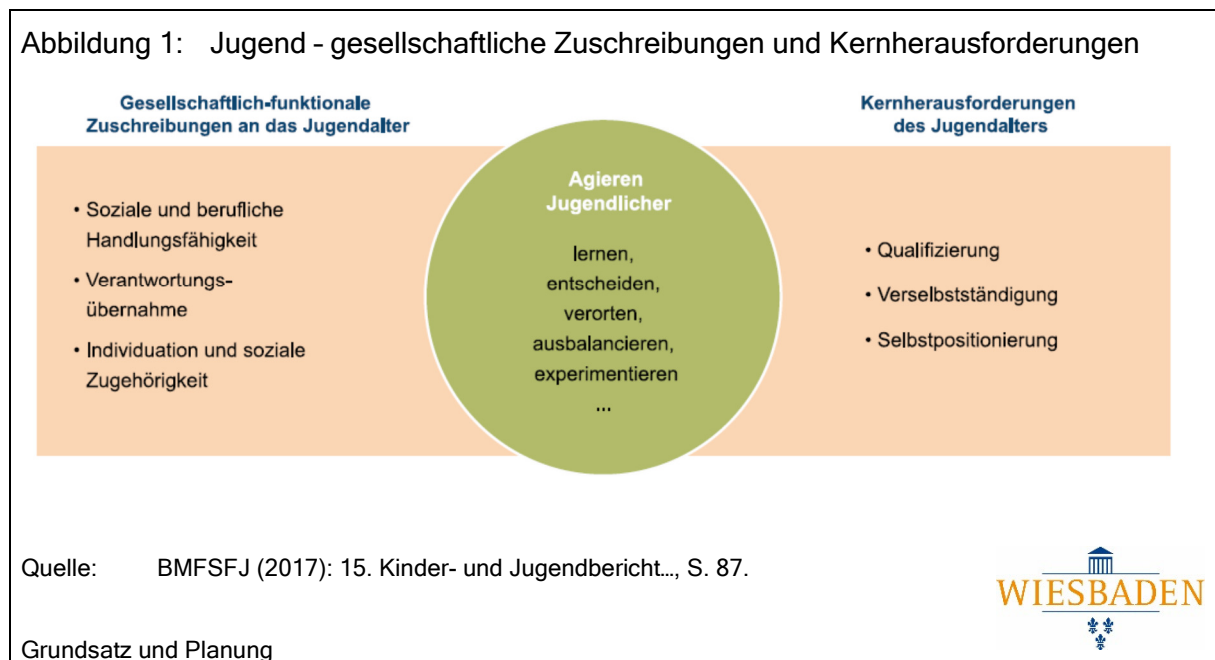 Abbildung 1: Jugend - gesellschaftliche Zuschreibungen und Kernherausforderungen
Gesellschaftlich-funktionale
Zuschreibungen an das Jugendalter
• Soziale und berufliche
Handlungsfähigkeit
• Verantwortungs-
übernahme
• Individuation und soziale
Zugehörigkeit
Agieren
Jugendlicher
lernen,
entscheiden,
verorten,
ausbalancieren,
experimentieren
...
Kernherausforderungen
des Jugendalters
• Qualifizierung
• Verselbstständigung
• Selbstpositionierung
Quelle: BMFSFJ (2017): 15. Kinder- und Jugendbericht…, S. 87.
WIESBADEN
Grundsatz und Planung